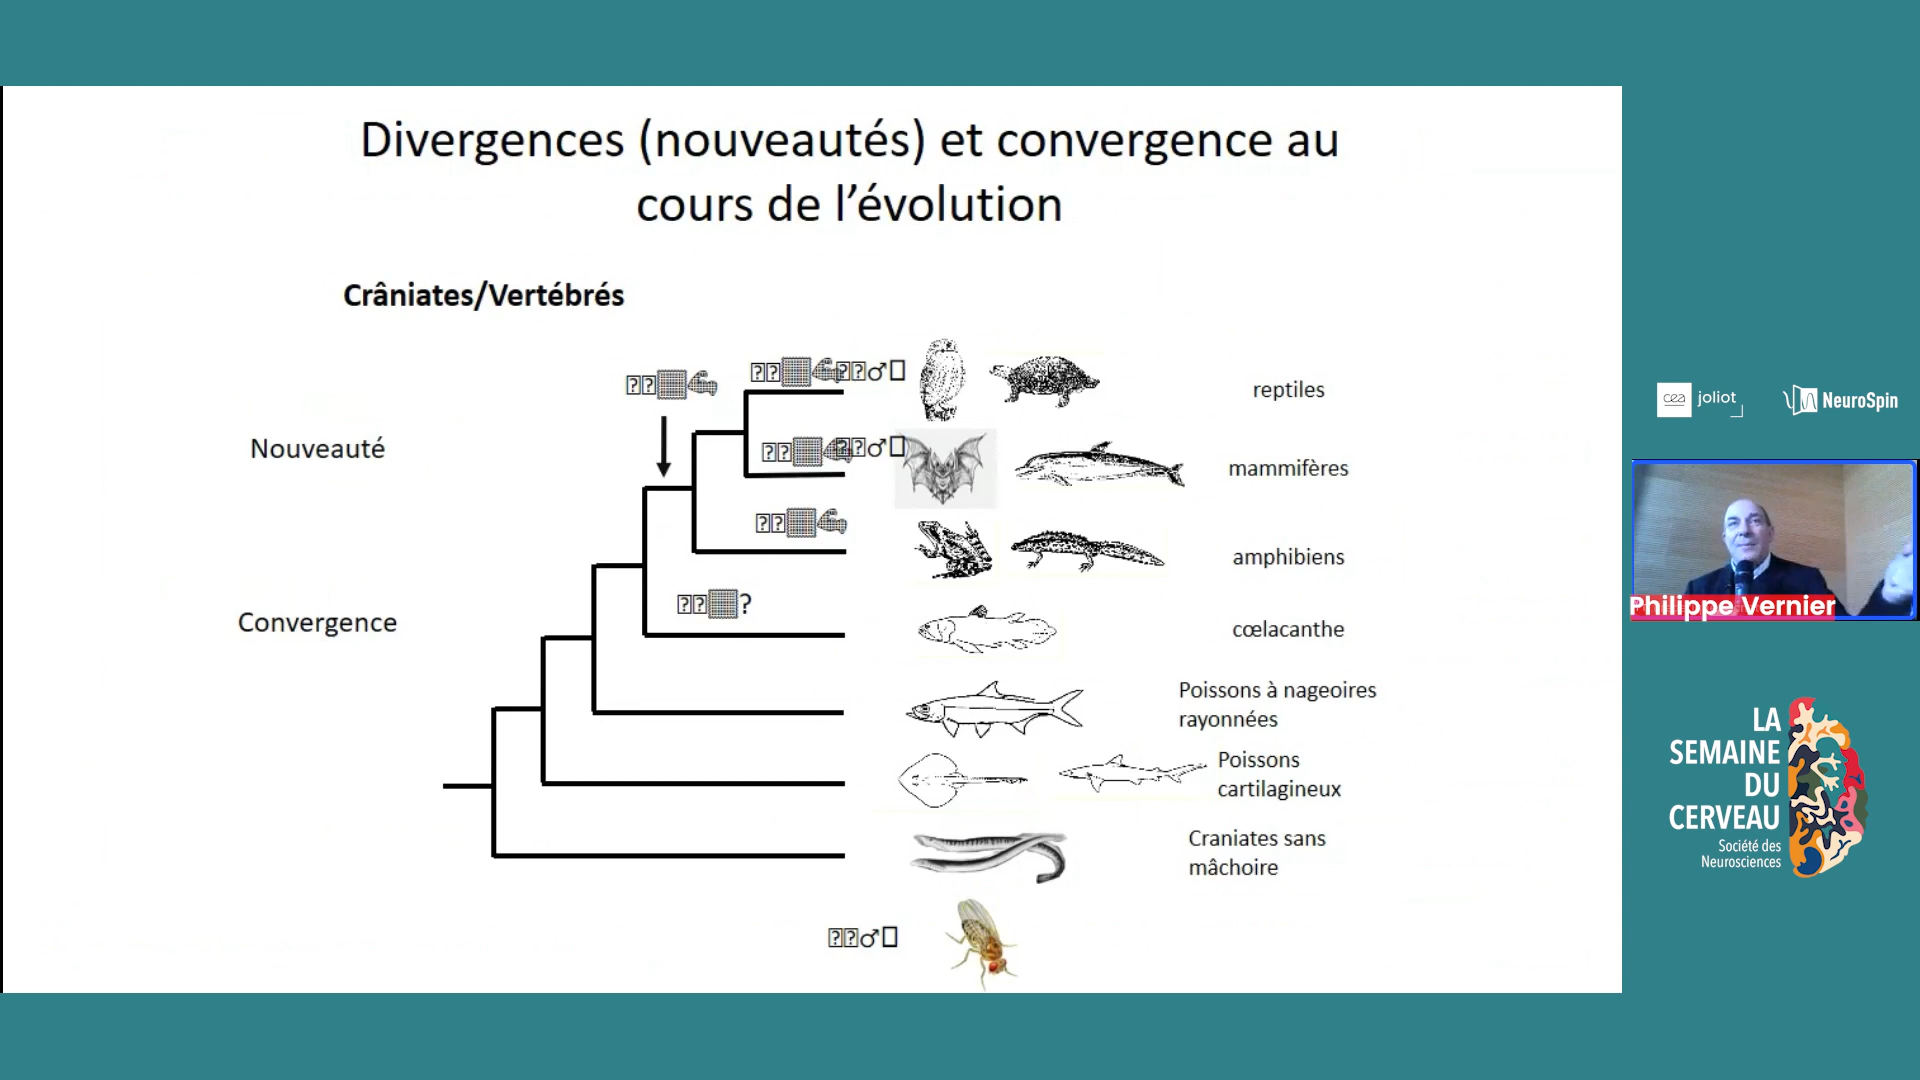 Divergences (nouveautés) et convergence au
cours de l’évolution
Crâniates/Vertébrés
Nouveauté
Convergence
?
reptiles
mammifères
amphibiens
cœlacanthe
Poissons à nageoires
rayonnées
Poissons
cartilagineux
Craniates sans
mâchoire
cea joliot
NeuroSpin
Philippe Vernier
LA
SEMAINE
DU
CERVEAU
Société des
Neurosciences